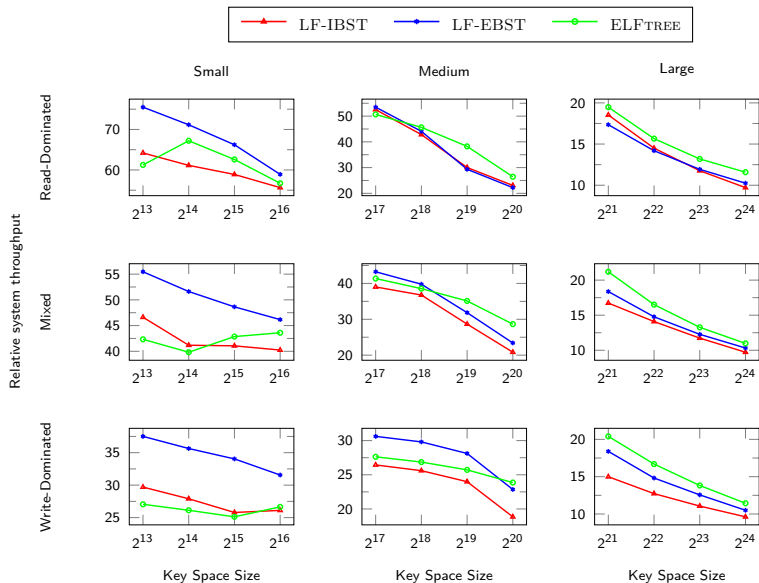 LF-IBST LF-EBST ELFTREE
Small Medium Large
Relative system throughput
Read-Dominated
70
60
2^13 2^14 2^15 2^16
50
40
30
20
2^17 2^18 2^19 2^20
20
15
10
2^21 2^22 2^23 2^24
Mixed
55
50
45
40
2^13 2^14 2^15 2^16
40
30
20
2^17 2^18 2^19 2^20
20
15
10
2^21 2^22 2^23 2^24
Write-Dominated
35
30
25
2^13 2^14 2^15 2^16
30
25
20
2^17 2^18 2^19 2^20
20
15
10
2^21 2^22 2^23 2^24
Key Space Size Key Space Size Key Space Size